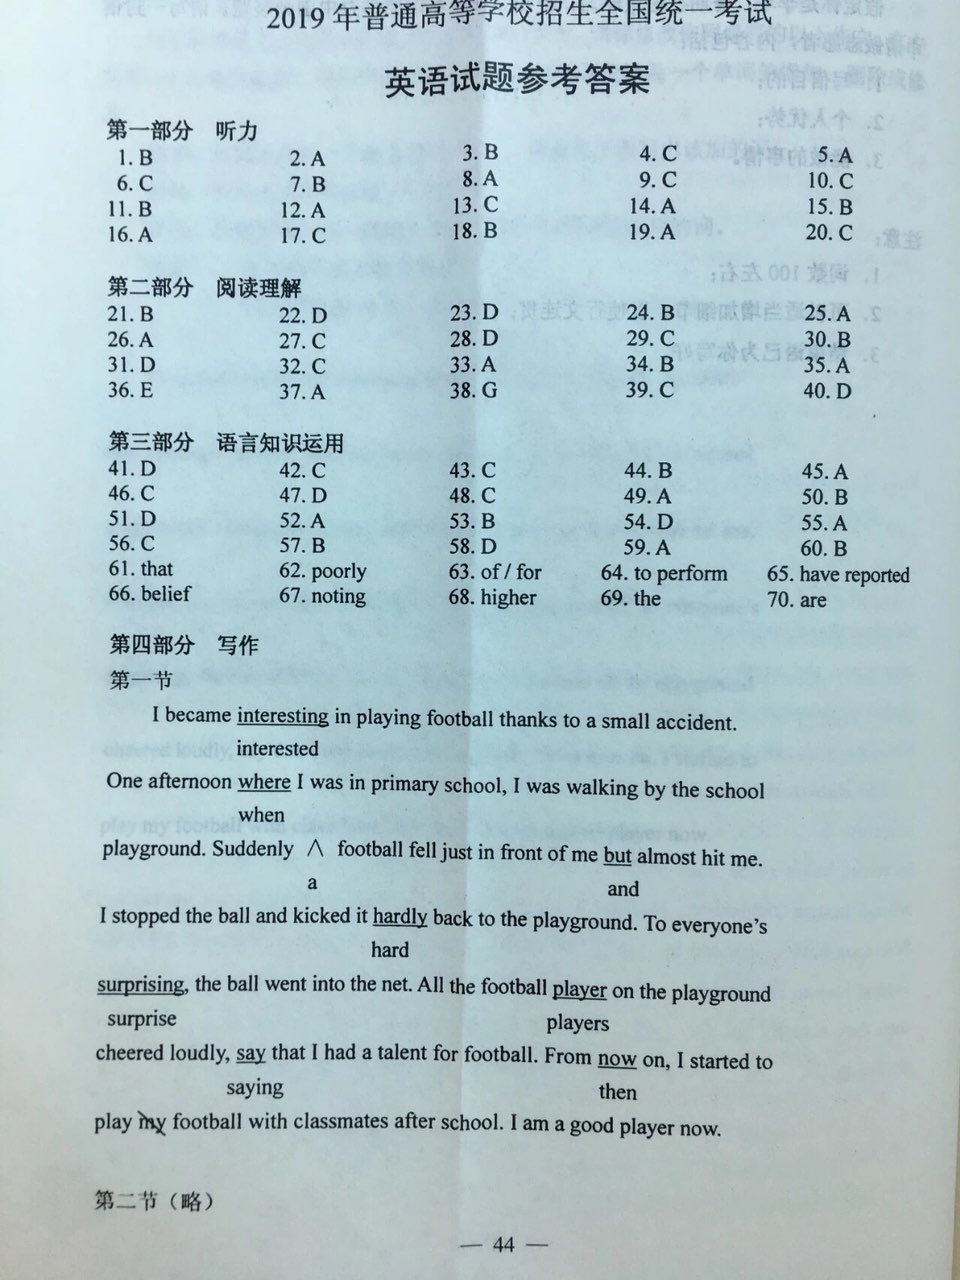 2019年普通高等学校招生全国统一考试
英语试题参考答案
第一部分 听力
1. B 2. A 3. B 4. C 5. A
6. C 7. B 8. A 9. C 10. C
11. B 12. A 13. C 14. A 15. B
16. A 17. C 18. B 19. A 20. C
第二部分 阅读理解
21. B 22. D 23. D 24. B 25. A
26. A 27. C 28. D 29. C 30. B
31. D 32. C 33. A 34. B 35. A
36. E 37. A 38. G 39. C 40. D
第三部分 语言知识运用
41. D 42. C 43. C 44. B 45. A
46. C 47. D 48. C 49. A 50. B
51. D 52. A 53. B 54. D 55. A
56. C 57. B 58. D 59. A 60. B
61. that 62. poorly 63. of / for 64. to perform 65. have reported
66. belief 67. noting 68. higher 69. the 70. are
第四部分 写作
第一节
I became interesting in playing football thanks to a small accident.
interested
One afternoon where I was in primary school, I was walking by the school
when
playground. Suddenly ∧ football fell just in front of me but almost hit me.
a and
I stopped the ball and kicked it hardly back to the playground. To everyone's
hard
surprising, the ball went into the net. All the football player on the playground
surprise players
cheered loudly, say that I had a talent for football. From now on, I started to
saying then
play my football with classmates after school. I am a good player now.
第二节（略）
— 44 —